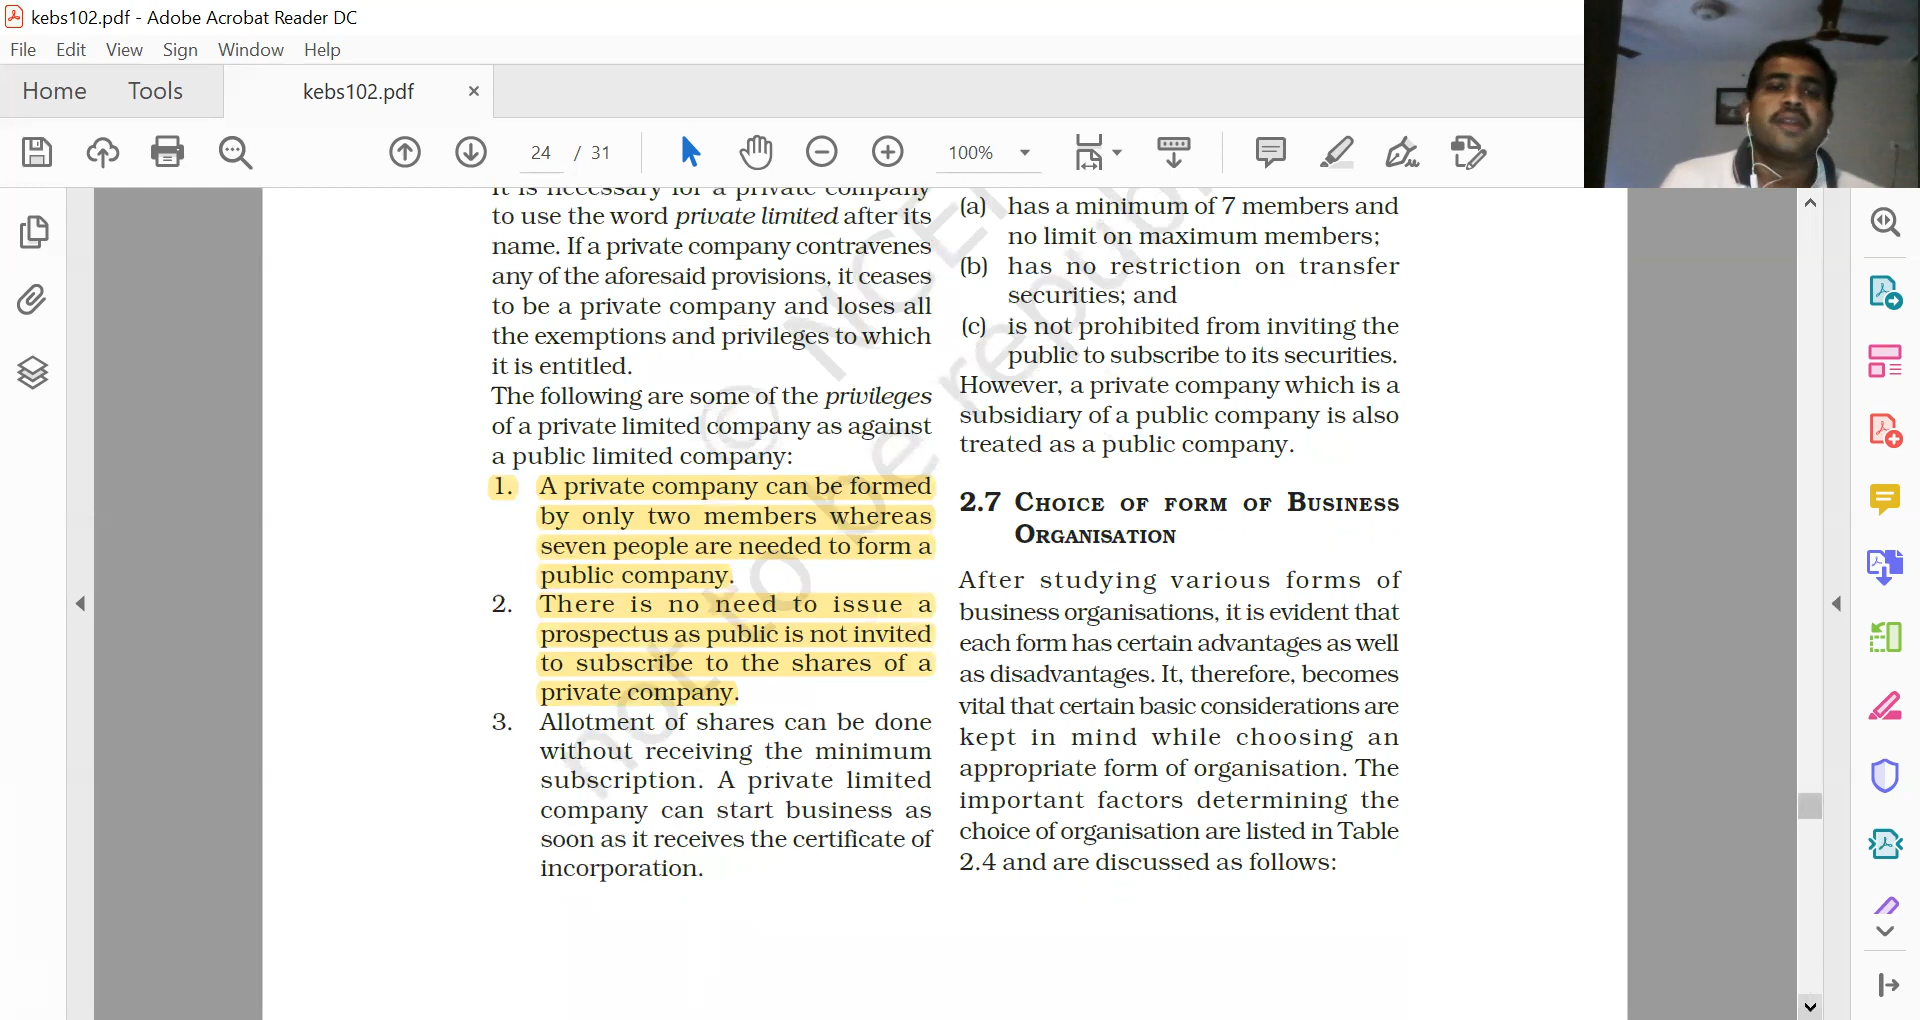 kebs102.pdf - Adobe Acrobat Reader DC
File Edit View Sign Window Help
Home Tools kebs102.pdf ×
24 / 31 100%
It is necessary for a private company
to use the word private limited after its
name. If a private company contravenes
any of the aforesaid provisions, it ceases
to be a private company and loses all
the exemptions and privileges to which
it is entitled.
The following are some of the privileges
of a private limited company as against
a public limited company:
1. A private company can be formed
by only two members whereas
seven people are needed to form a
public company.
2. There is no need to issue a
prospectus as public is not invited
to subscribe to the shares of a
private company.
3. Allotment of shares can be done
without receiving the minimum
subscription. A private limited
company can start business as
soon as it receives the certificate of
incorporation.
(a) has a minimum of 7 members and
no limit on maximum members;
(b) has no restriction on transfer
securities; and
(c) is not prohibited from inviting the
public to subscribe to its securities.
However, a private company which is a
subsidiary of a public company is also
treated as a public company.
2.7 CHOICE OF FORM OF BUSINESS
ORGANISATION
After studying various forms of
business organisations, it is evident that
each form has certain advantages as well
as disadvantages. It, therefore, becomes
vital that certain basic considerations are
kept in mind while choosing an
appropriate form of organisation. The
important factors determining the
choice of organisation are listed in Table
2.4 and are discussed as follows:
© NCE
not to be republ